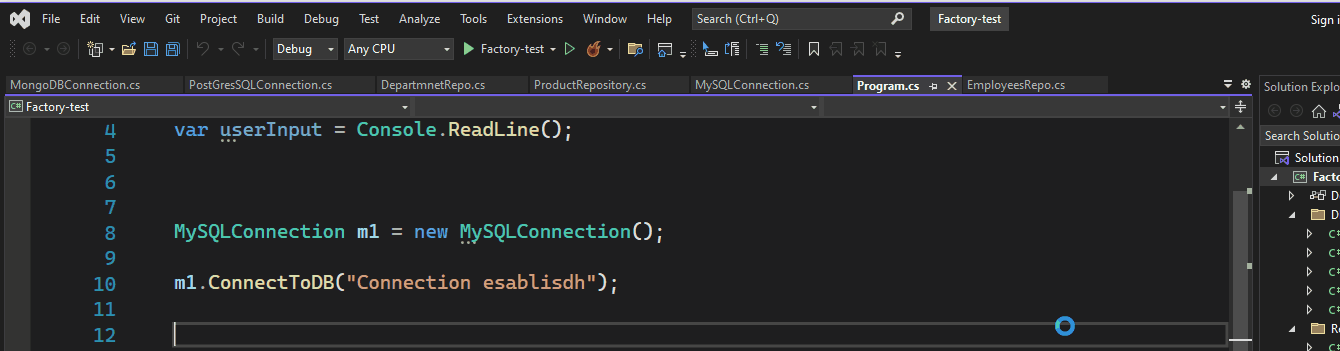 File Edit View Git Project Build Debug Test Analyze Tools Extensions Window Help Search (Ctrl+Q) Factory-test Sign i
Debug Any CPU Factory-test
MongoDBConnection.cs PostGresSQLConnection.cs DepartmnetRepo.cs ProductRepository.cs MySQLConnection.cs Program.cs EmployeesRepo.cs
Solution Explo
C# Factory-test
Search Solutio
4 var userInput = Console.ReadLine();
5
6
7
8 MySQLConnection m1 = new MySQLConnection();
9
10 m1.ConnectToDB("Connection esablisdh");
11
12
Solution
C# Facto
D
D
C#
C#
C#
C#
C#
R
C#